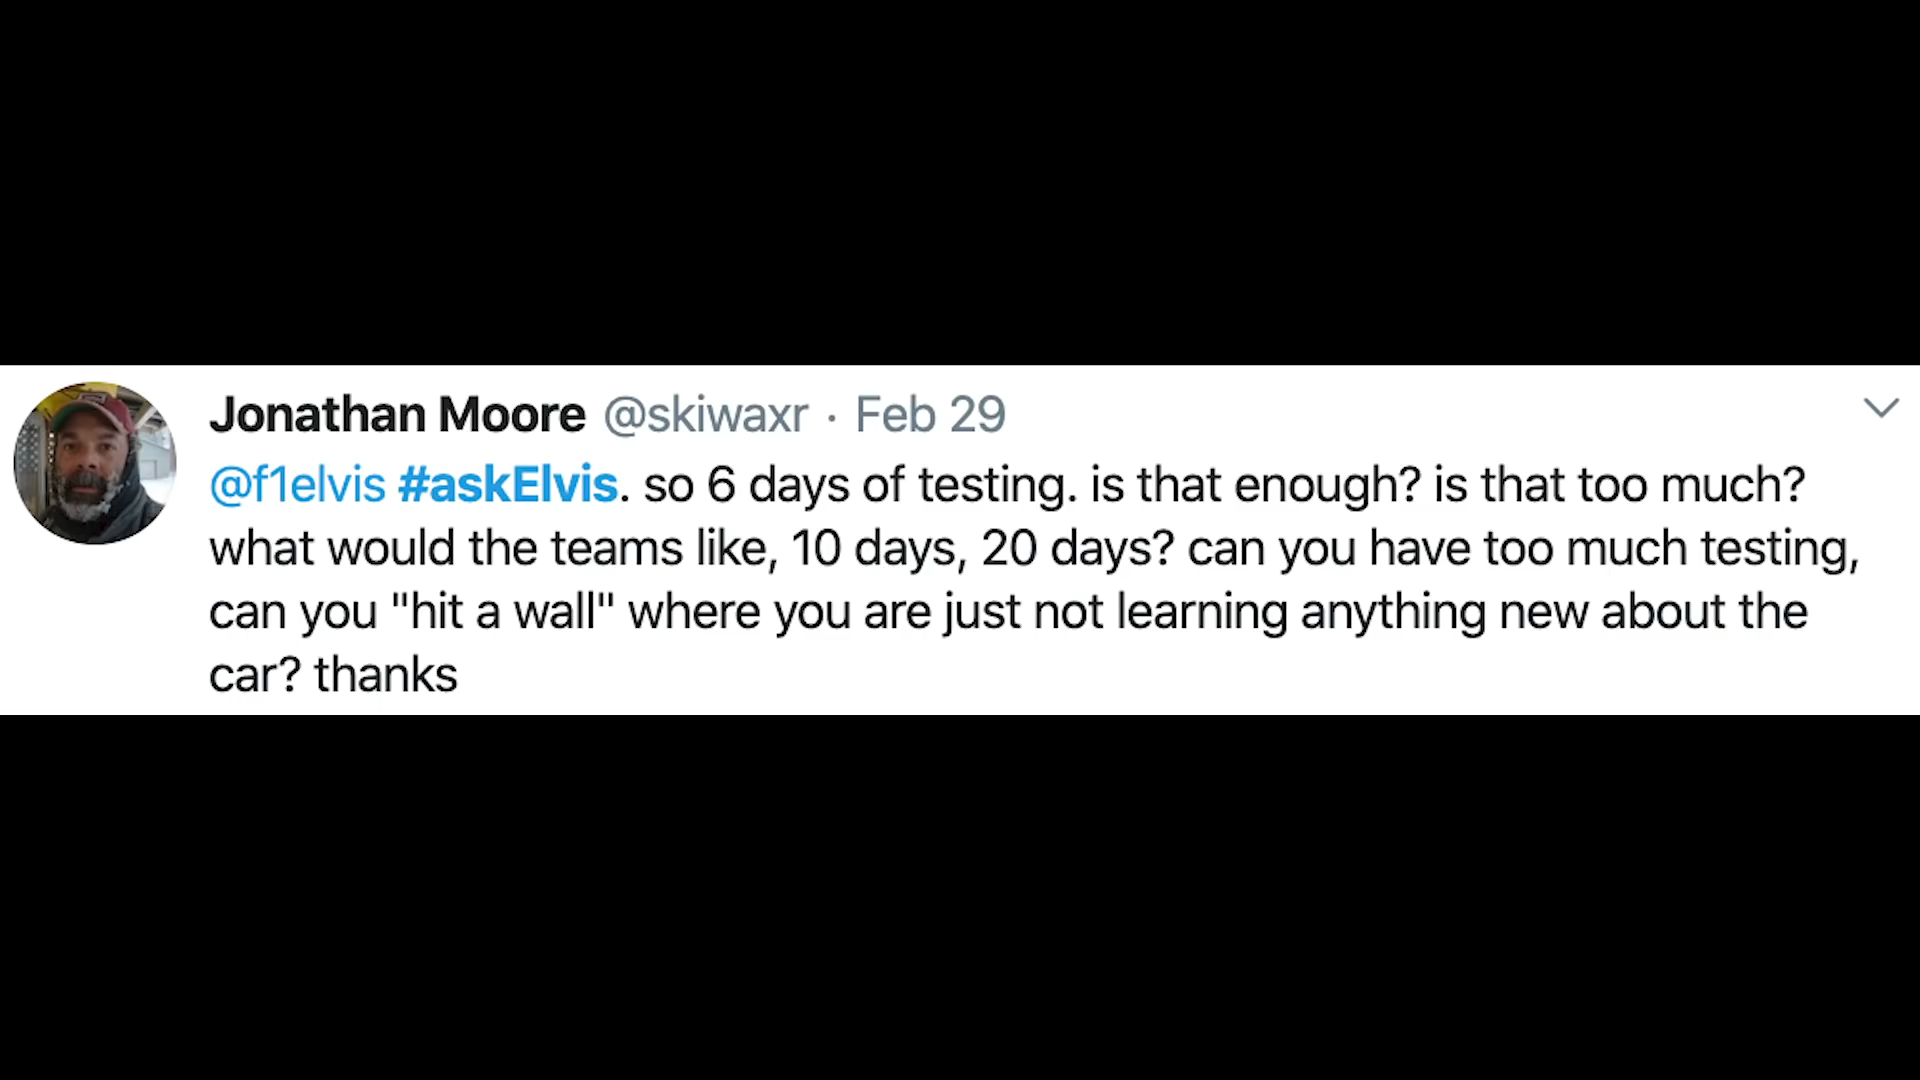 Jonathan Moore @skiwaxr · Feb 29
@f1elvis #askElvis. so 6 days of testing. is that enough? is that too much?
what would the teams like, 10 days, 20 days? can you have too much testing,
can you "hit a wall" where you are just not learning anything new about the
car? thanks